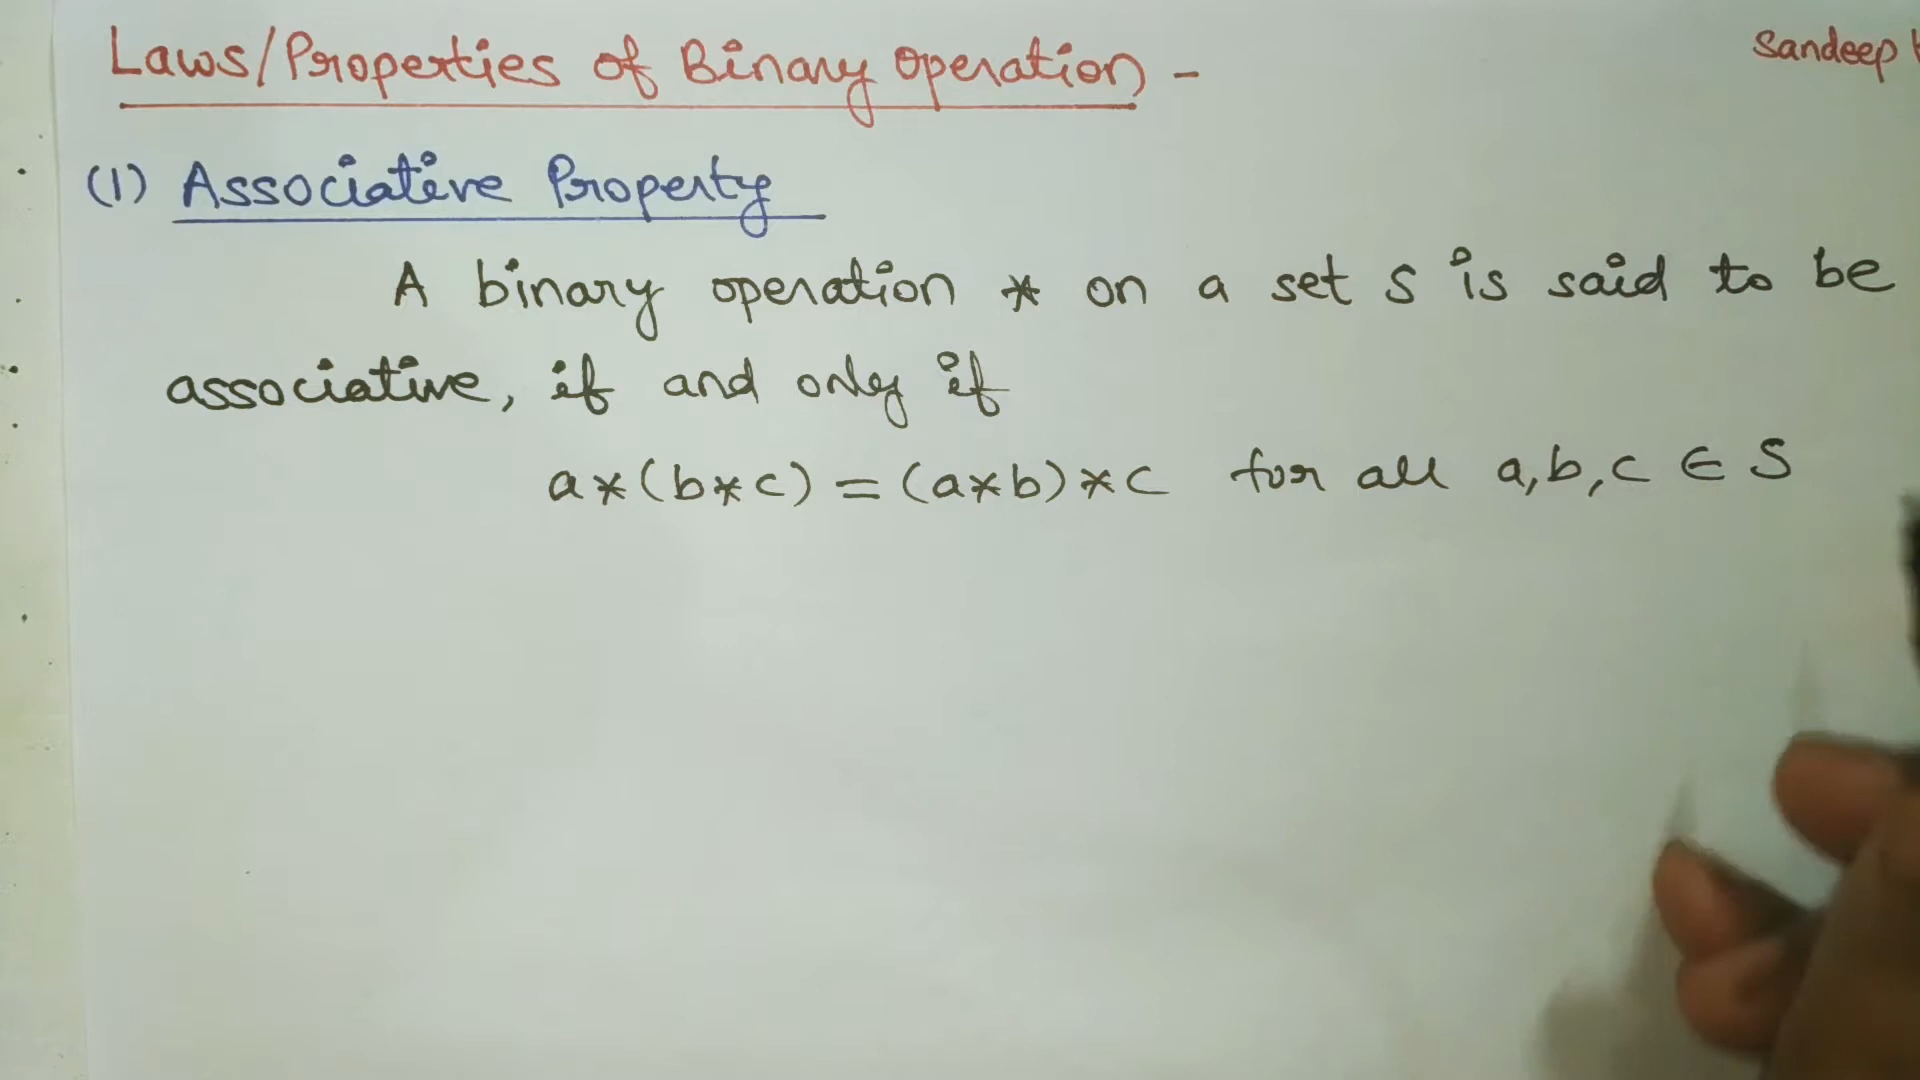 Laws/Properties of Binary Operation -
Sandeep
(1) Associative Property
A binary operation * on a set S is said to be
associative, if and only if
a*(b*c) = (a*b)*c for all a,b,c ∈ S